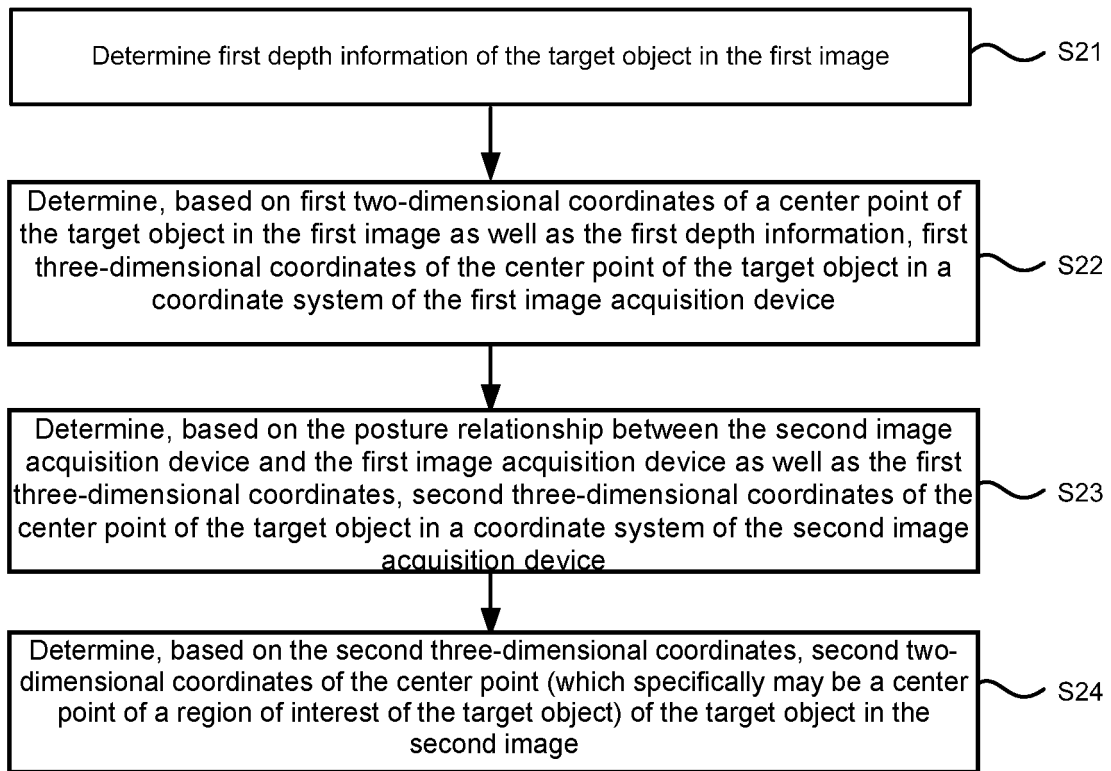 Determine first depth information of the target object in the first image
S21
Determine, based on first two-dimensional coordinates of a center point of
the target object in the first image as well as the first depth information, first
three-dimensional coordinates of the center point of the target object in a
coordinate system of the first image acquisition device
S22
Determine, based on the posture relationship between the second image
acquisition device and the first image acquisition device as well as the first
three-dimensional coordinates, second three-dimensional coordinates of the
center point of the target object in a coordinate system of the second image
acquisition device
S23
Determine, based on the second three-dimensional coordinates, second two-
dimensional coordinates of the center point (which specifically may be a center
point of a region of interest of the target object) of the target object in the
second image
S24